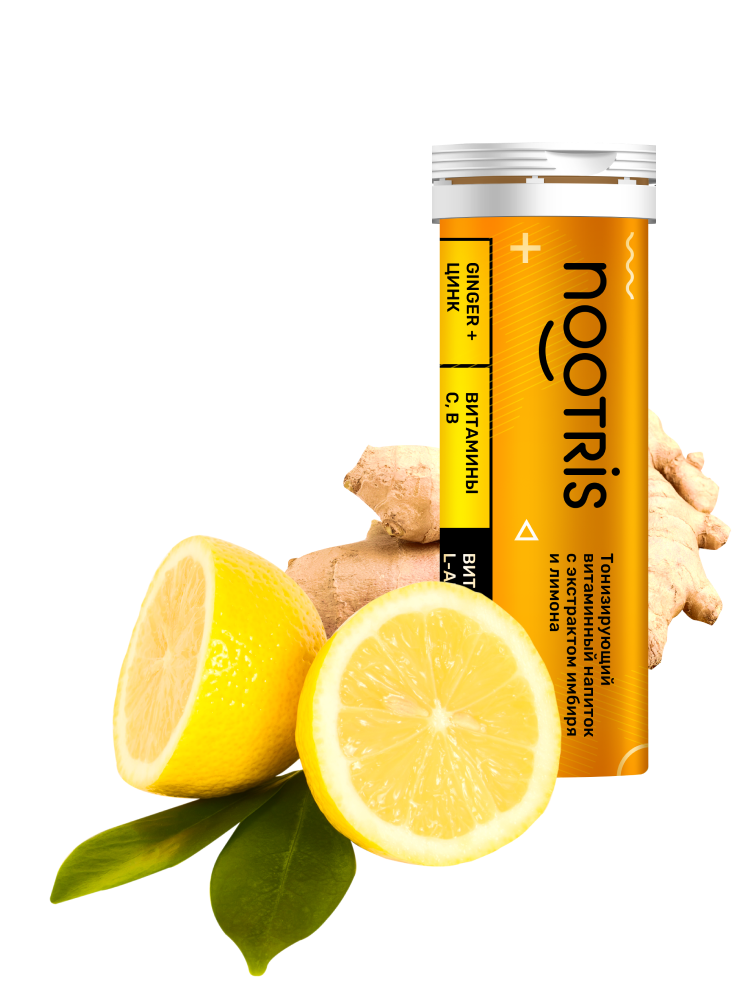 nooTRis
Тонизирующий
витаминный напиток
с экстрактом имбиря
и лимона
GINGER +
ЦИНК
ВИТАМИНЫ
C, B